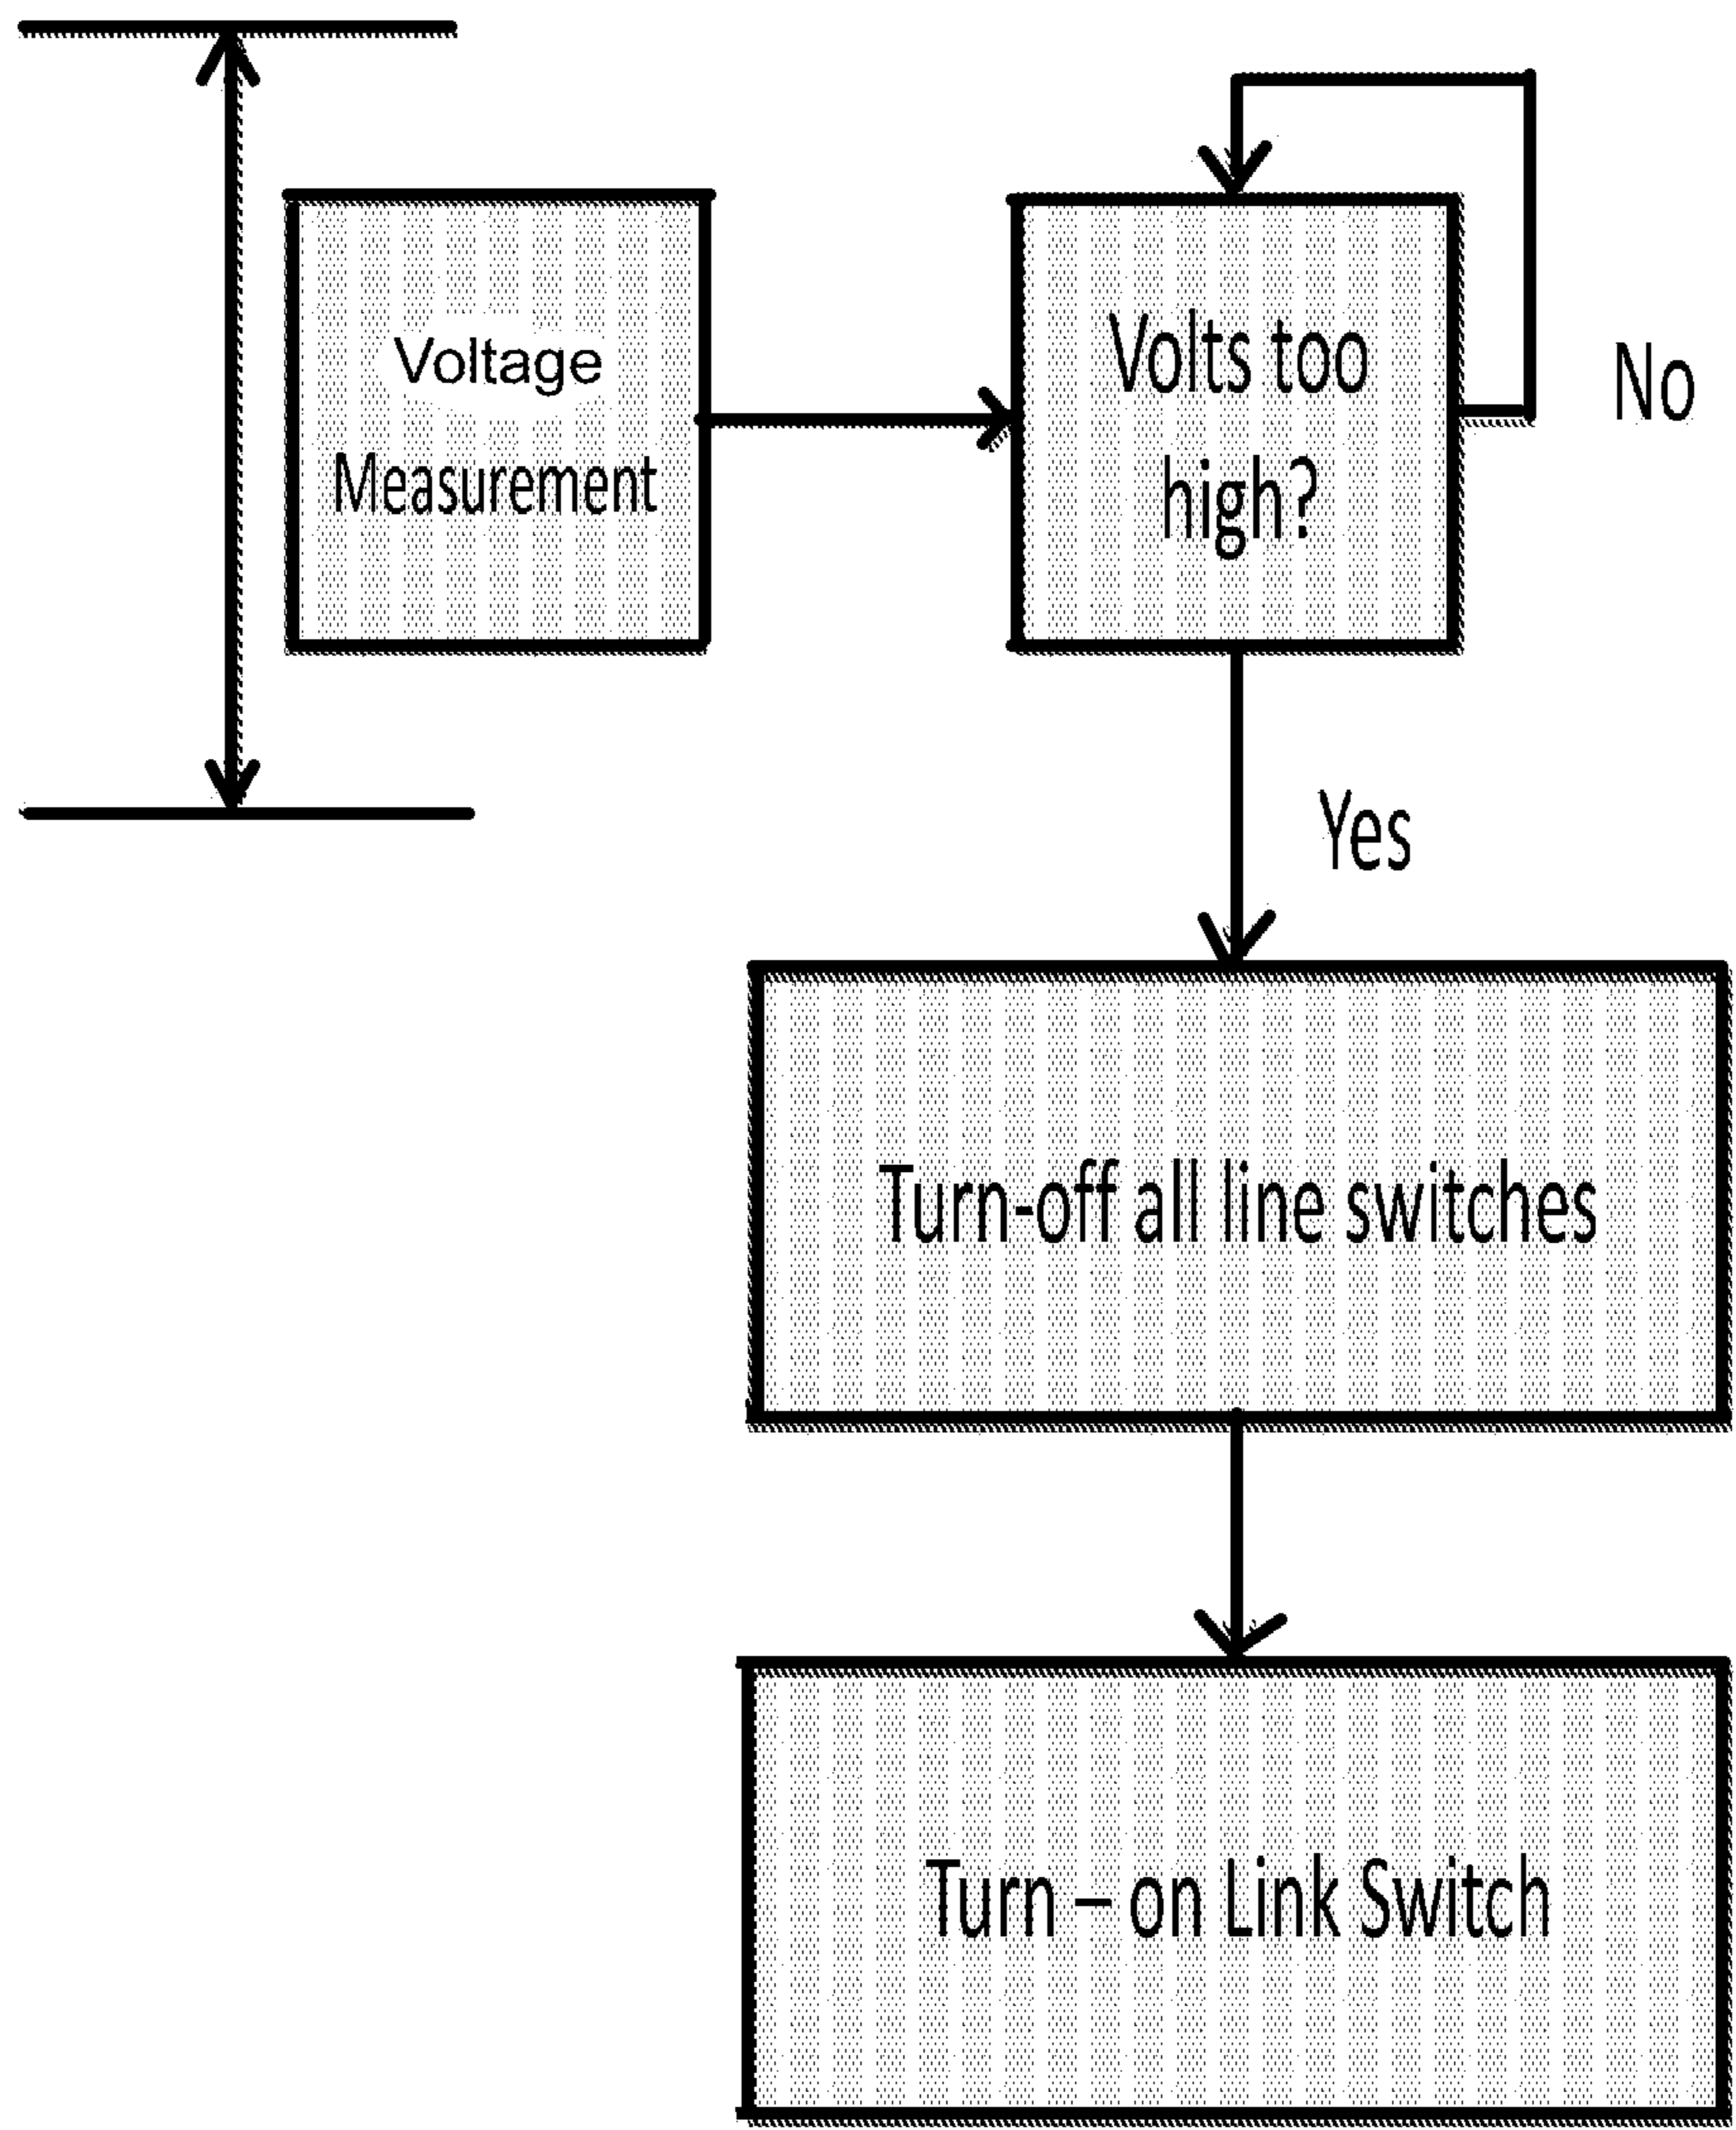 Voltage
Measurement
Volts too
high?
No
Yes
Turn-off all line switches
Turn – on Link Switch